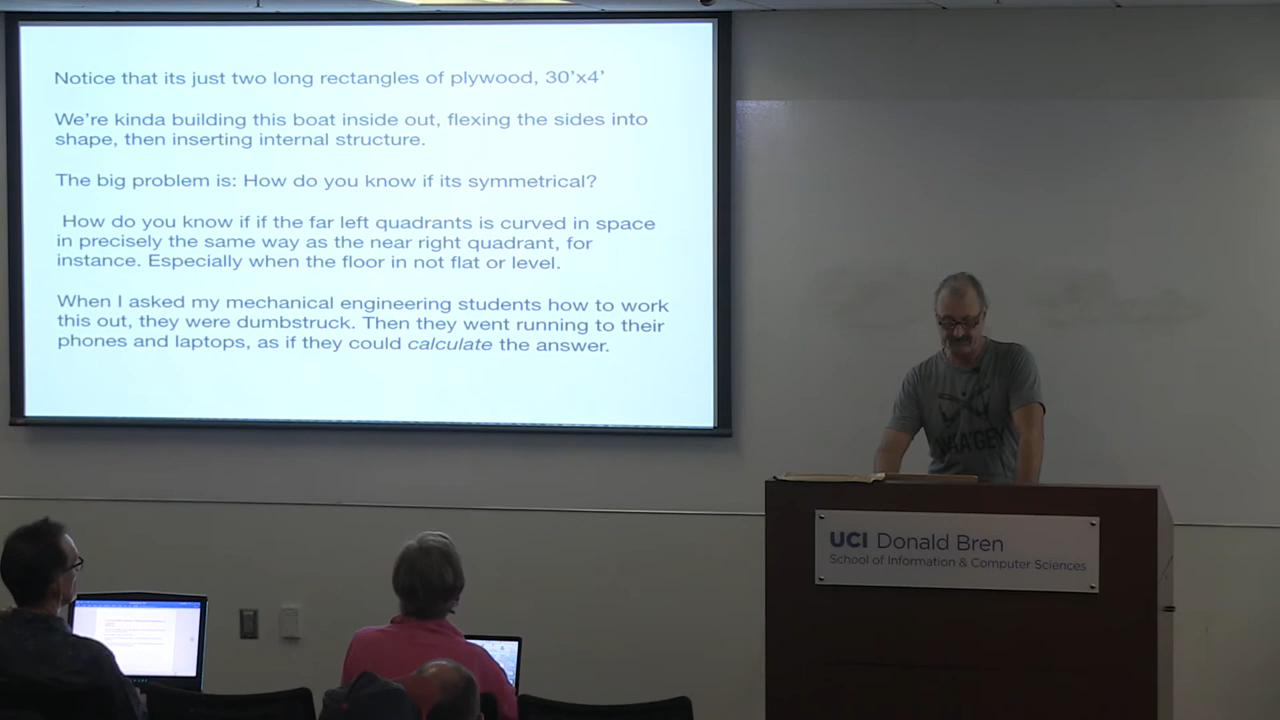 Notice that its just two long rectangles of plywood, 30’x4’
We’re kinda building this boat inside out, flexing the sides into
shape, then inserting internal structure.
The big problem is: How do you know if its symmetrical?
How do you know if if the far left quadrants is curved in space
in precisely the same way as the near right quadrant, for
instance. Especially when the floor in not flat or level.
When I asked my mechanical engineering students how to work
this out, they were dumbstruck. Then they went running to their
phones and laptops, as if they could calculate the answer.
UCI Donald Bren
School of Information & Computer Sciences